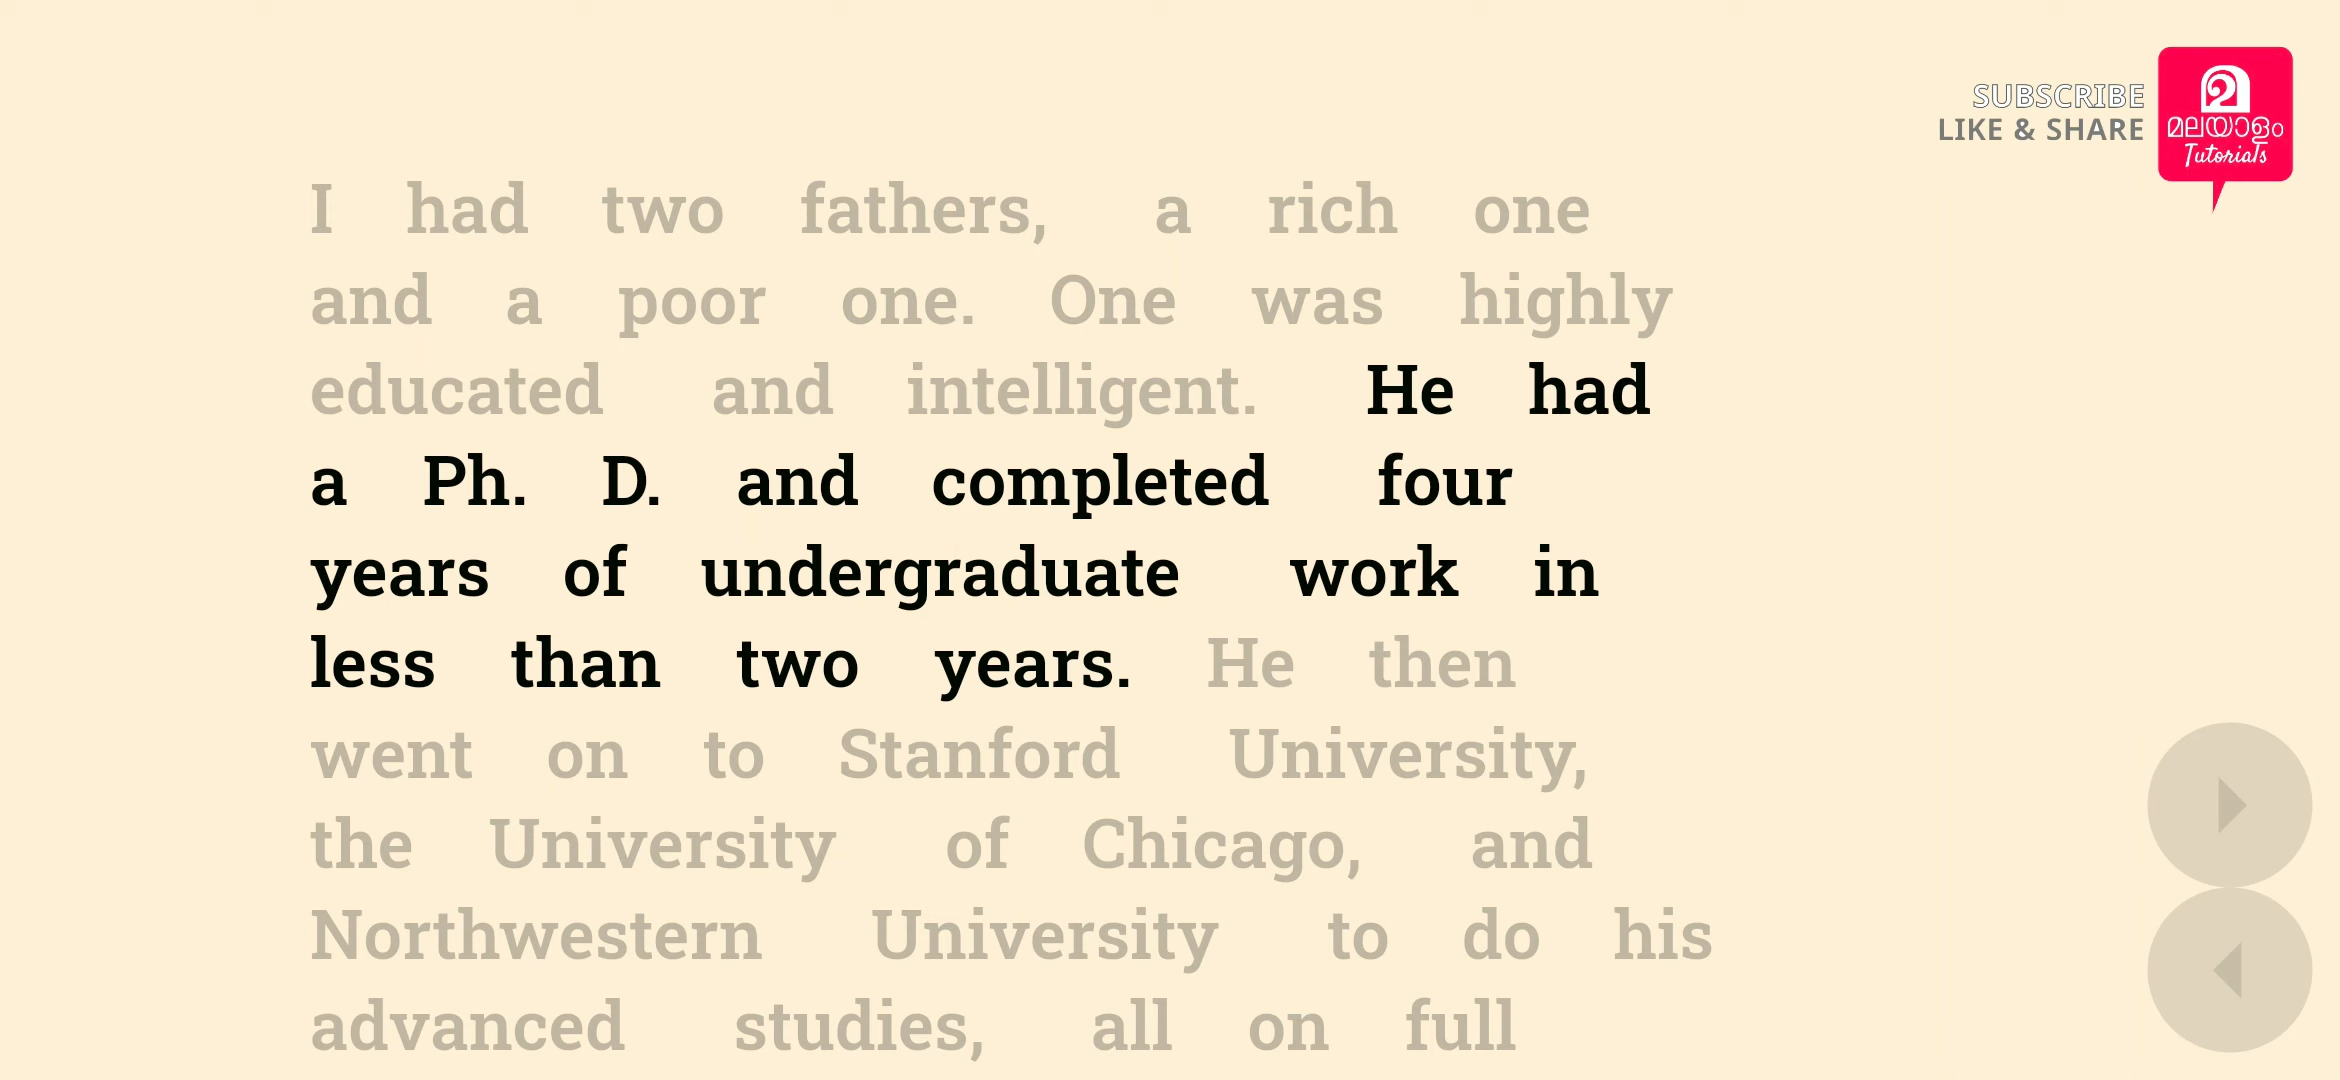 SUBSCRIBE
LIKE & SHARE
മ
മലയാളം
Tutorials
I had two fathers, a rich one
and a poor one. One was highly
educated and intelligent. He had
a Ph. D. and completed four
years of undergraduate work in
less than two years. He then
went on to Stanford University,
the University of Chicago, and
Northwestern University to do his
advanced studies, all on full